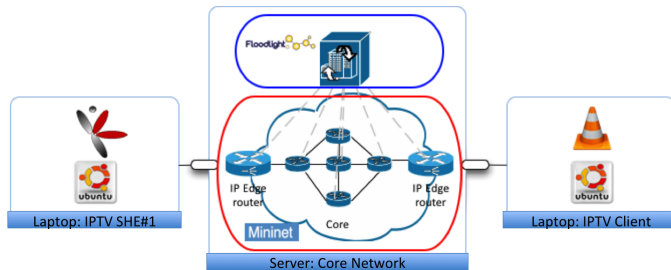 Floodlight
ubuntu
Laptop: IPTV SHE#1
IP Edge
router
Core
IP Edge
router
Mininet
Server: Core Network
ubuntu
Laptop: IPTV Client